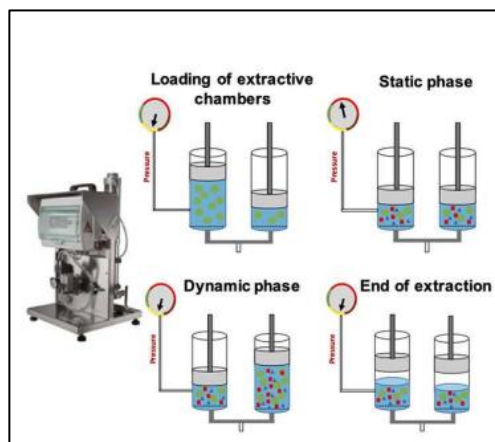 Loading of extractive
chambers
Pressure
Static phase
Pressure
Dynamic phase
Pressure
End of extraction
Pressure